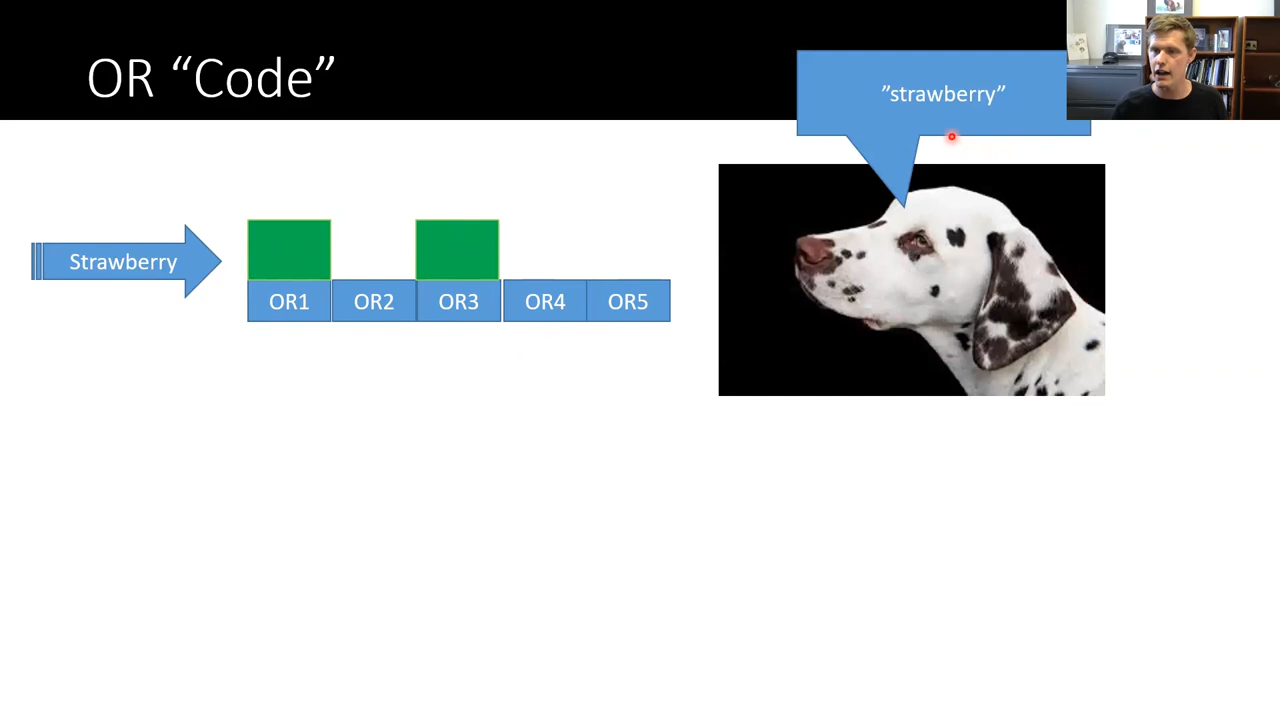 OR “Code”
”strawberry”
Strawberry
OR1 OR2 OR3 OR4 OR5